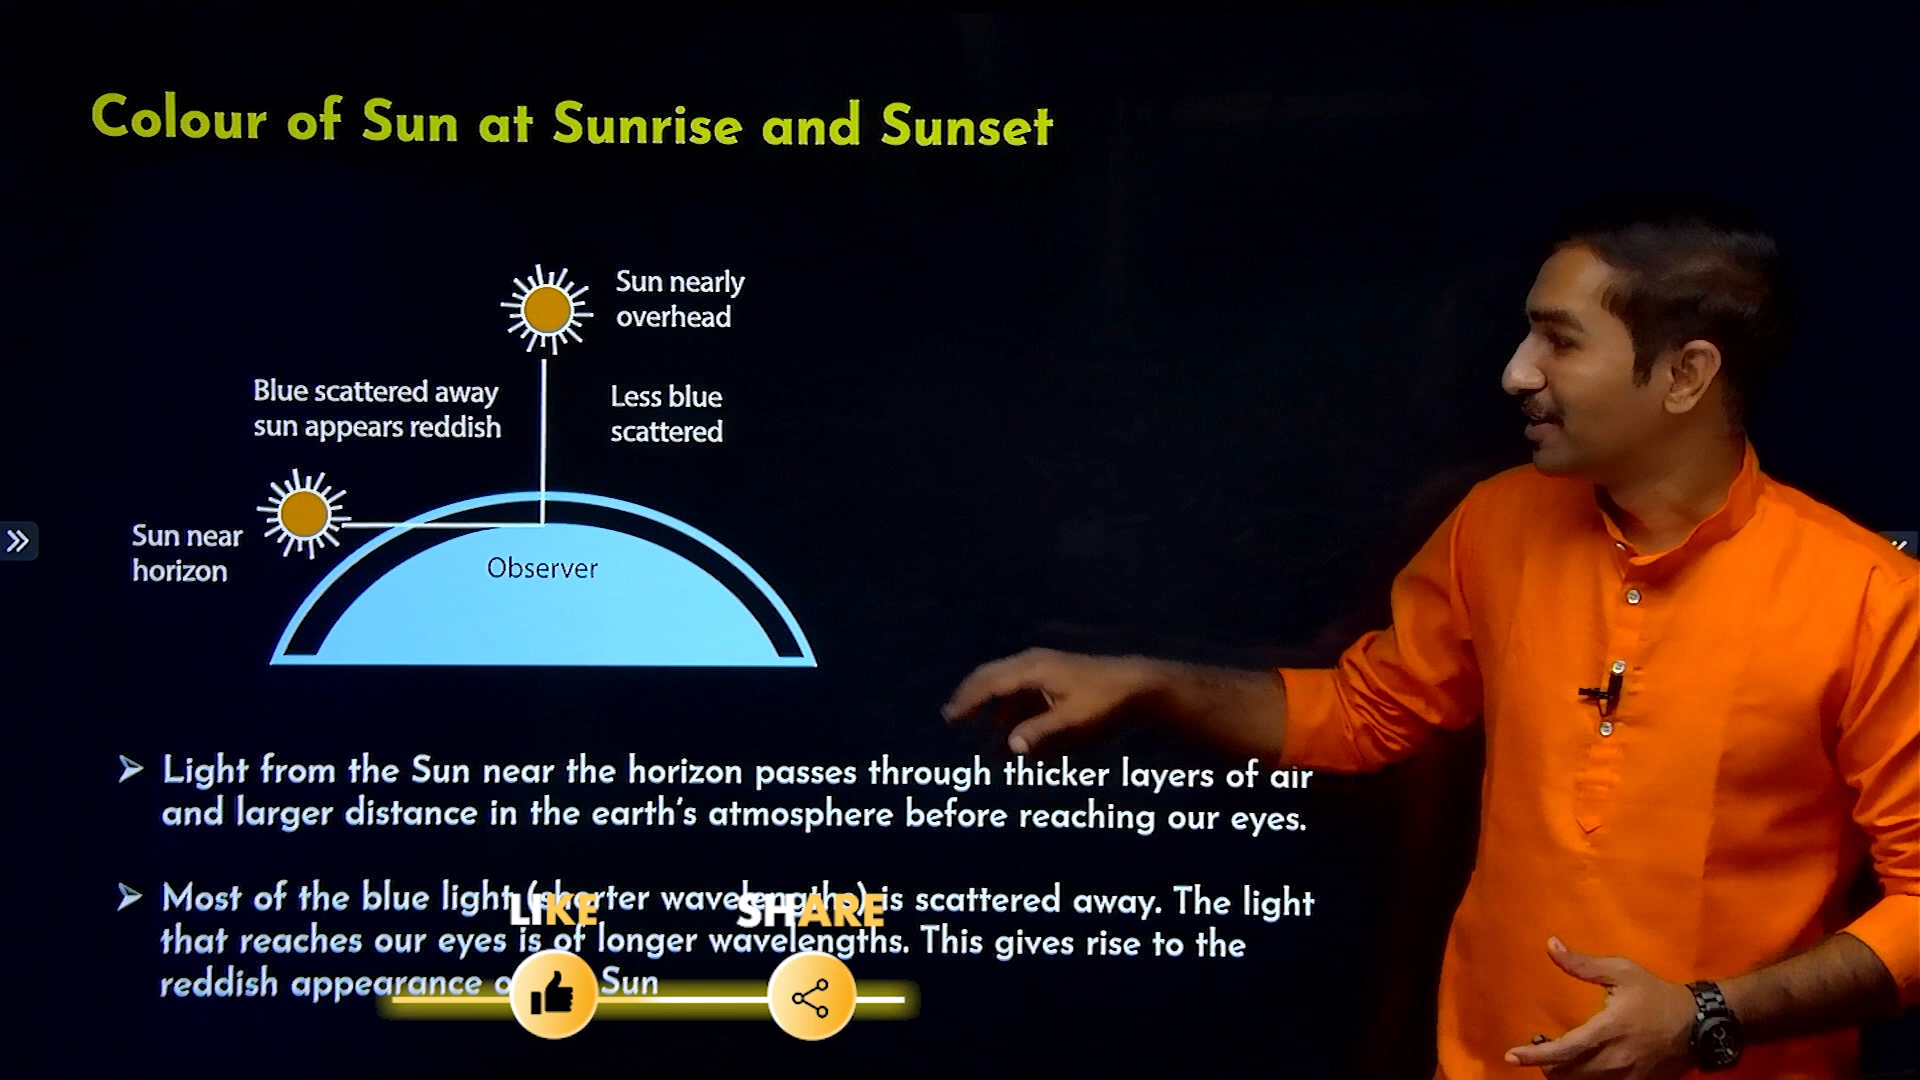 Colour of Sun at Sunrise and Sunset
Sun nearly
overhead
Blue scattered away
sun appears reddish
Less blue
scattered
Sun near
horizon
Observer
Light from the Sun near the horizon passes through thicker layers of air
and larger distance in the earth's atmosphere before reaching our eyes.
Most of the blue light (shorter wavelengths) is scattered away. The light
that reaches our eyes is of longer wavelengths. This gives rise to the
reddish appearance Sun
LIKE SHARE